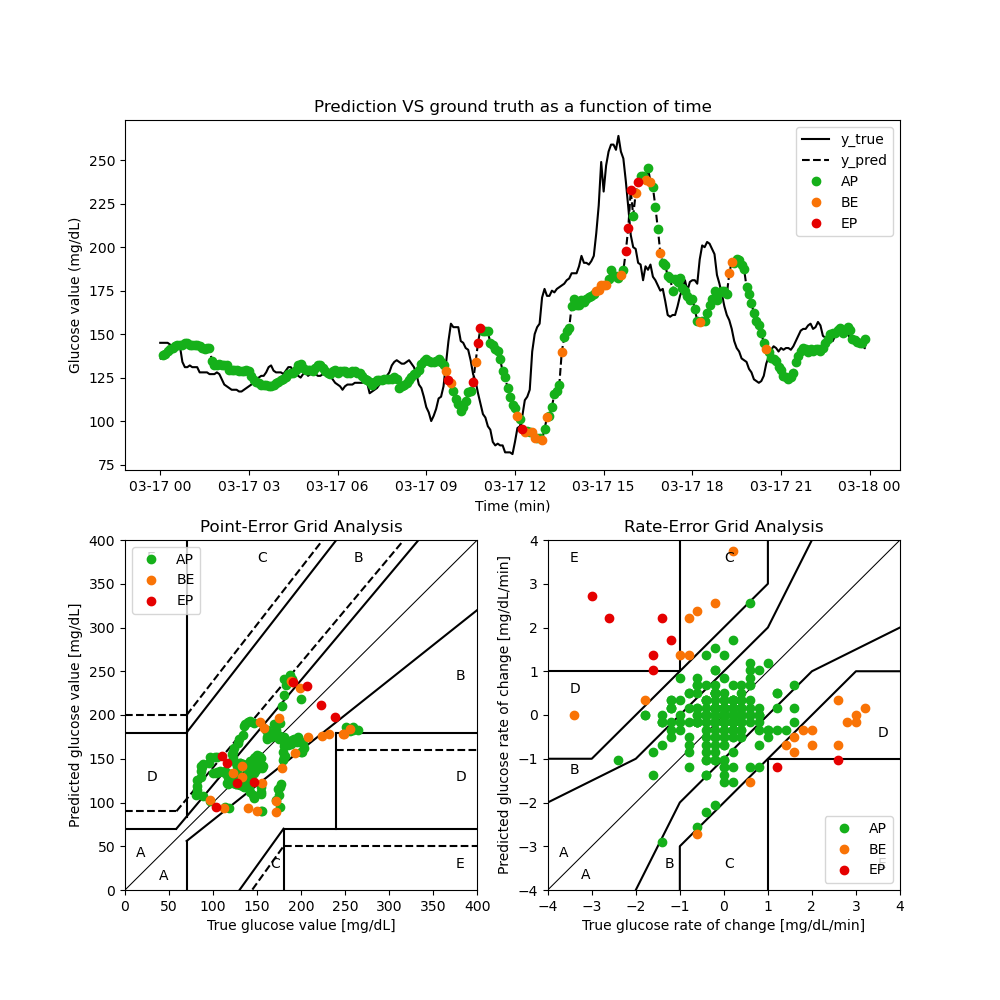 Prediction VS ground truth as a function of time
Glucose value (mg/dL)
250
225
200
175
150
125
100
75
y_true
y_pred
AP
BE
EP
03-17 00 03-17 03 03-17 06 03-17 09 03-17 12 03-17 15 03-17 18 03-17 21 03-18 00
Time (min)
Point-Error Grid Analysis
Predicted glucose value [mg/dL]
400
350
300
250
200
150
100
50
0
AP
BE
EP
C
B
B
D
D
A
A
C
E
0 50 100 150 200 250 300 350 400
True glucose value [mg/dL]
Rate-Error Grid Analysis
Predicted glucose rate of change [mg/dL/min]
4
3
2
1
0
−1
−2
−3
−4
E
C
D
D
B
A
A
B
C
AP
BE
EP
−4 −3 −2 −1 0 1 2 3 4
True glucose rate of change [mg/dL/min]